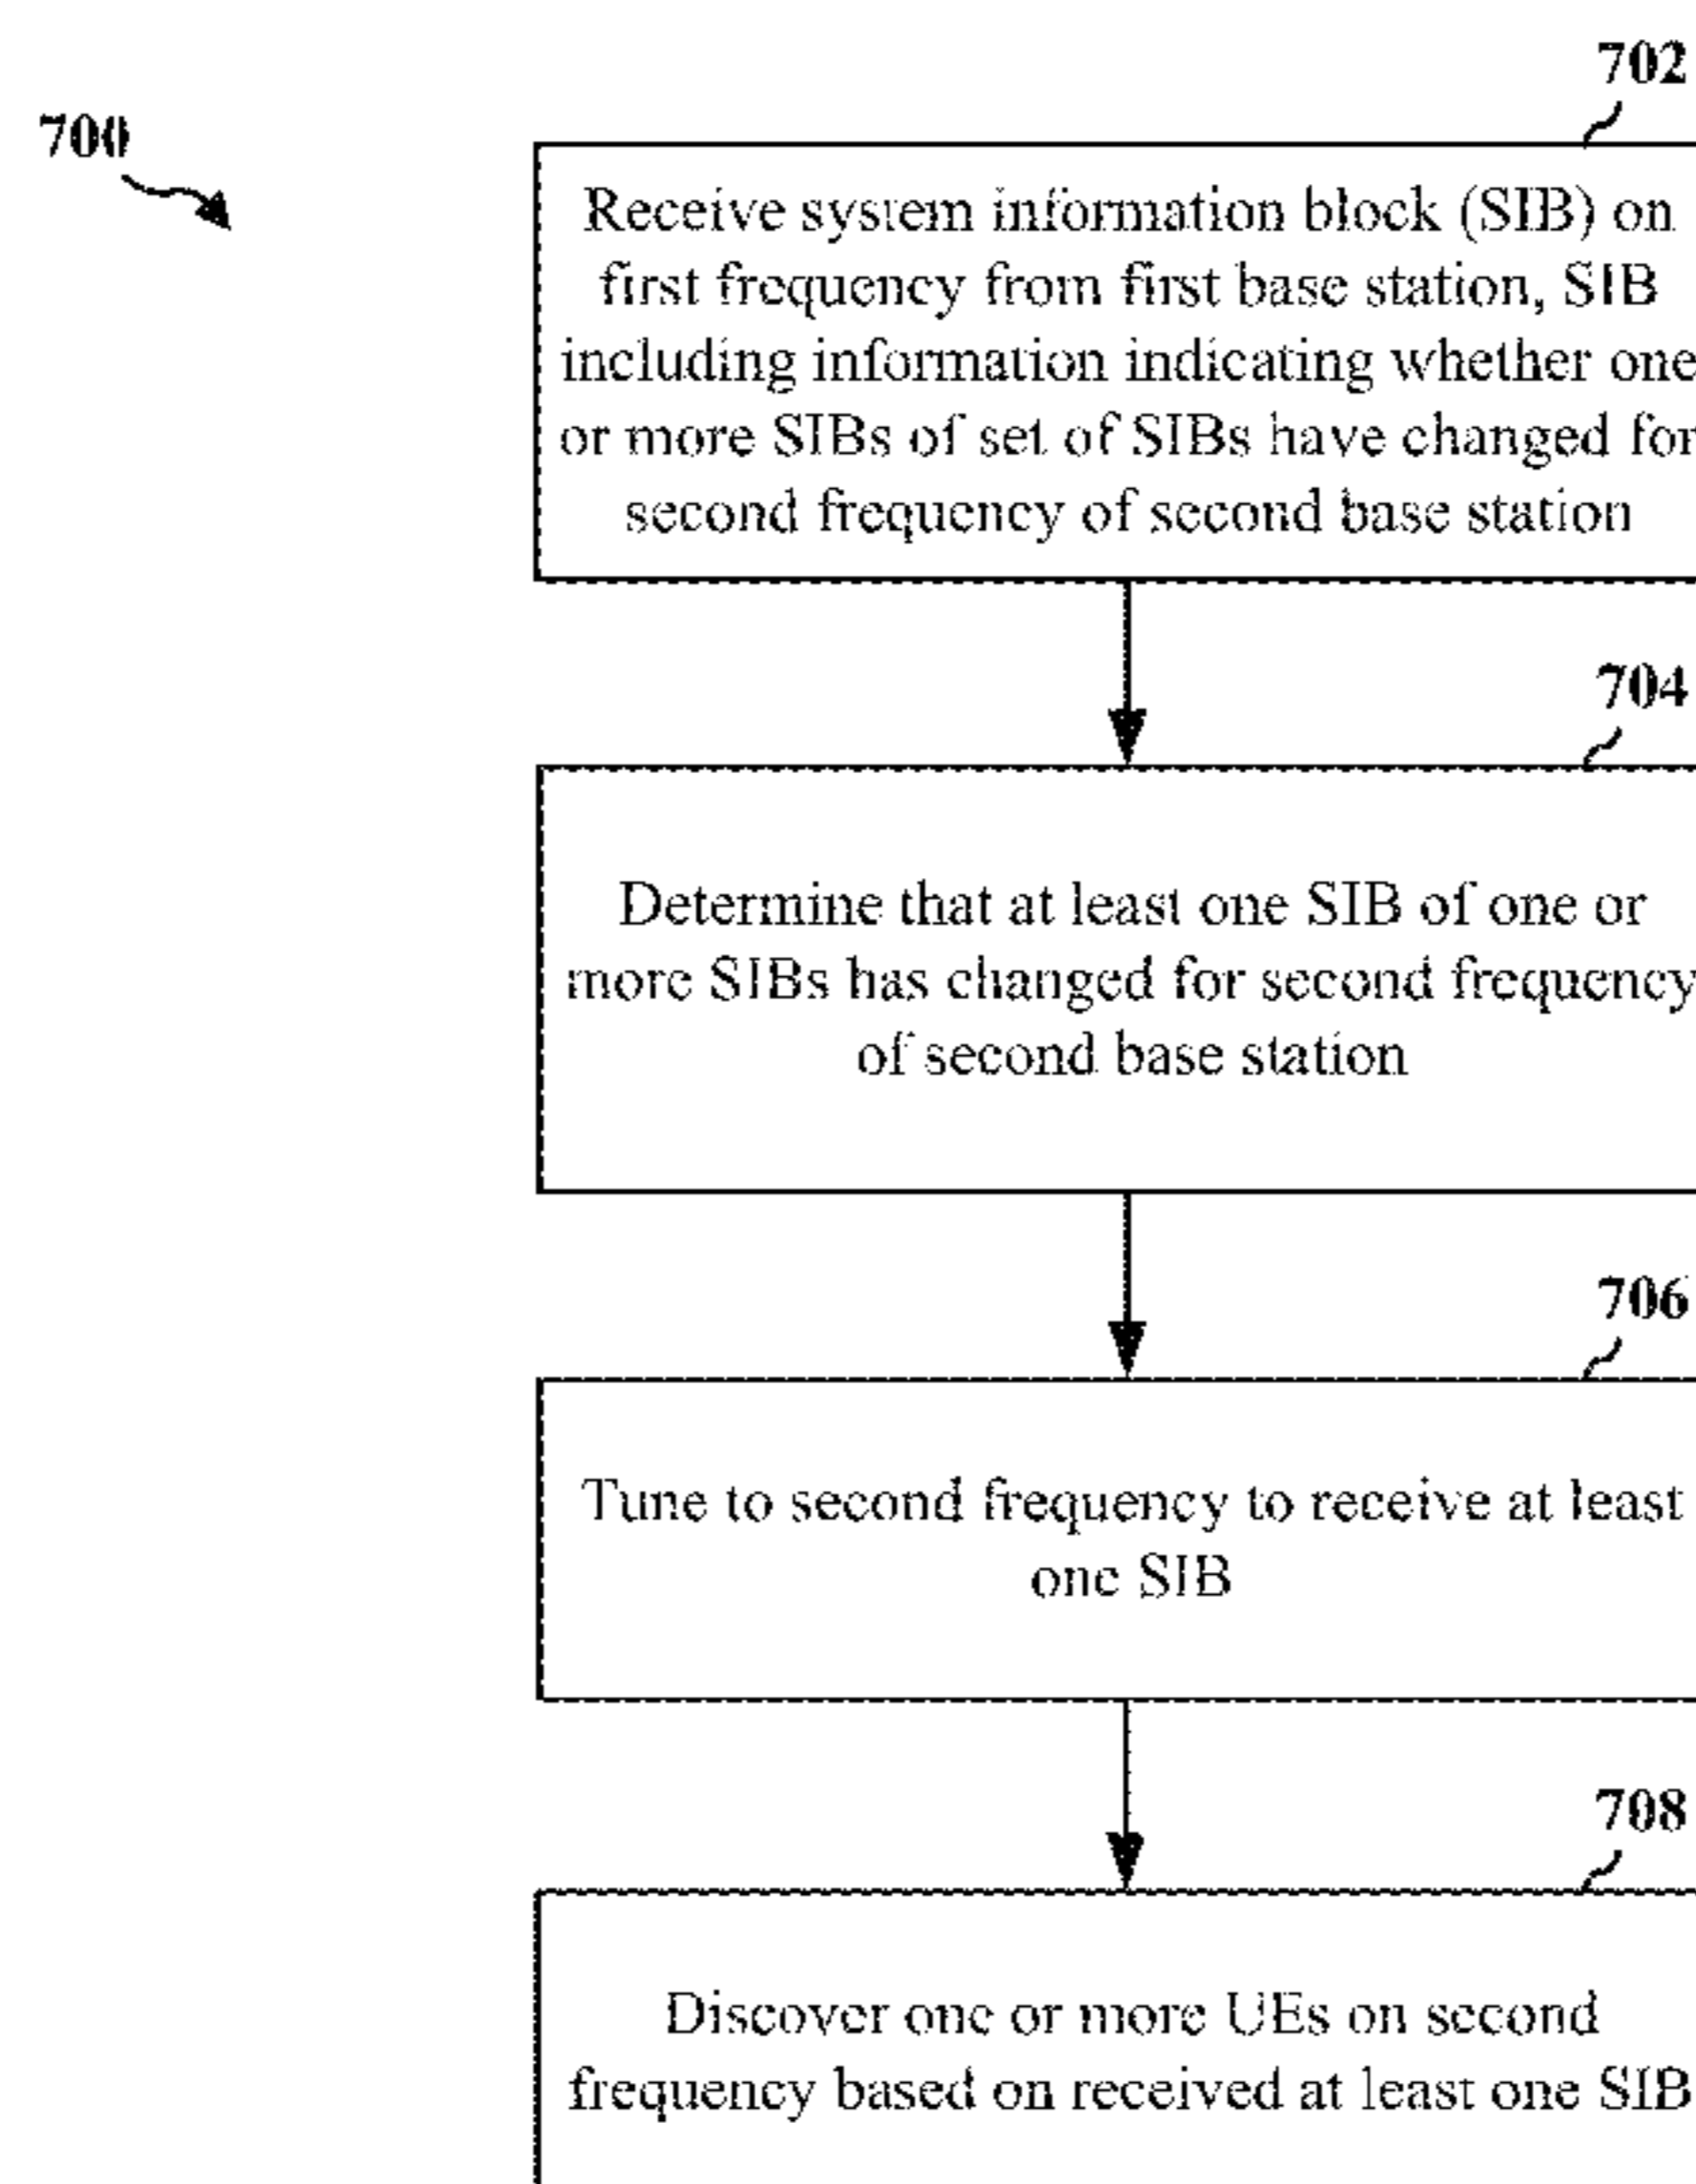 702
700
Receive system information block (SIB) on
first frequency from first base station, SIB
including information indicating whether one
or more SIBs of set of SIBs have changed for
second frequency of second base station
704
Determine that at least one SIB of one or
more SIBs has changed for second frequency
of second base station
706
Tune to second frequency to receive at least
one SIB
708
Discover one or more UEs on second
frequency based on received at least one SIB